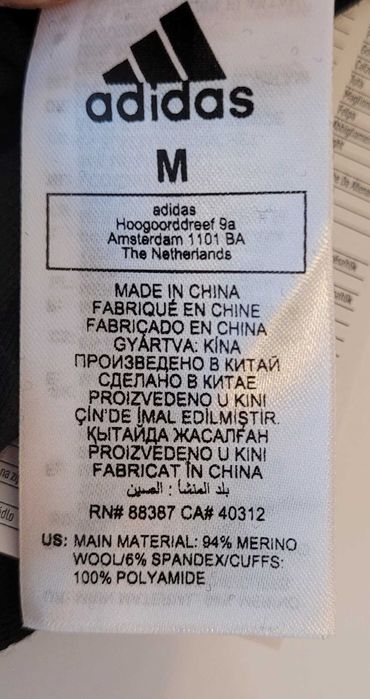 adidas
M
adidas
Hoogoorddreef 9a
Amsterdam 1101 BA
The Netherlands
MADE IN CHINA
FABRIQUÉ EN CHINE
FABRICADO EN CHINA
GYÁRTVA: KÍNA
ПРОИЗВЕДЕНО В КИТАЙ
СДЕЛАНО В КИТАЕ
PROIZVEDENO U KINI
ÇİN'DE İMAL EDİLMİŞTİR.
ҚЫТАЙДА ЖАСАЛҒАН
PROIZVEDENO U KINI
FABRICAT ÎN CHINA
بلد المنشأ : الصين
RN# 88387 CA# 40312
US: MAIN MATERIAL: 94% MERINO
WOOL/6% SPANDEX/CUFFS:
100% POLYAMIDE